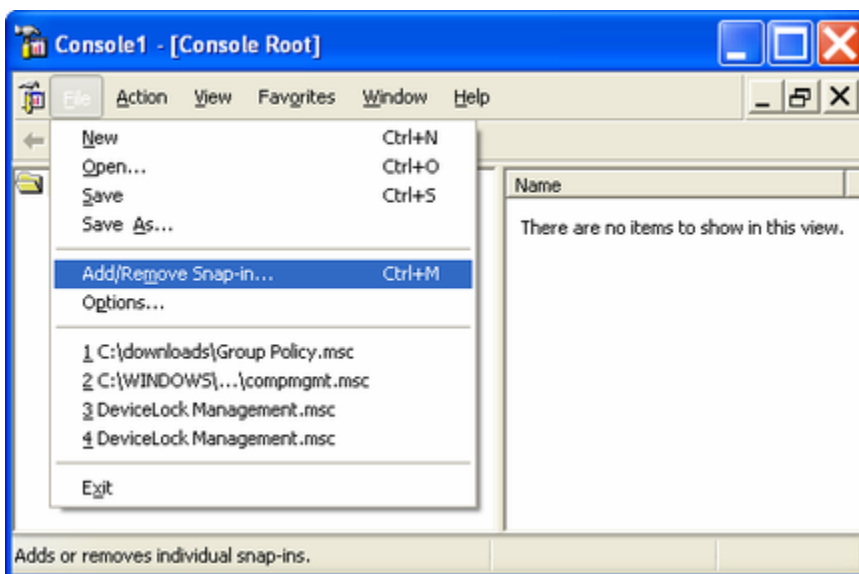 Console1 - [Console Root]
File Action View Favorites Window Help
New Ctrl+N
Open... Ctrl+O
Save Ctrl+S
Save As...
Add/Remove Snap-in... Ctrl+M
Options...
1 C:\downloads\Group Policy.msc
2 C:\WINDOWS\...\compmgmt.msc
3 DeviceLock Management.msc
4 DeviceLock Management.msc
Exit
Name
There are no items to show in this view.
Adds or removes individual snap-ins.